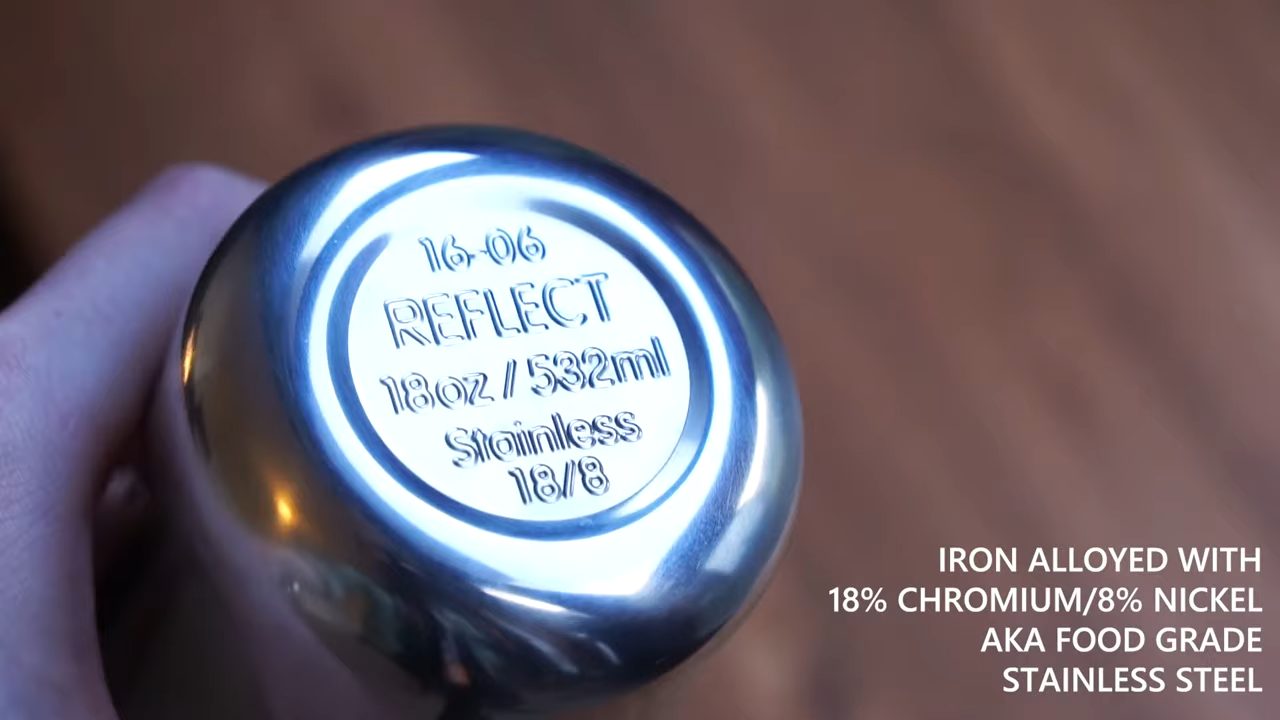 16-06
REFLECT
18oz / 532ml
Stainless
18/8
IRON ALLOYED WITH
18% CHROMIUM/8% NICKEL
AKA FOOD GRADE
STAINLESS STEEL